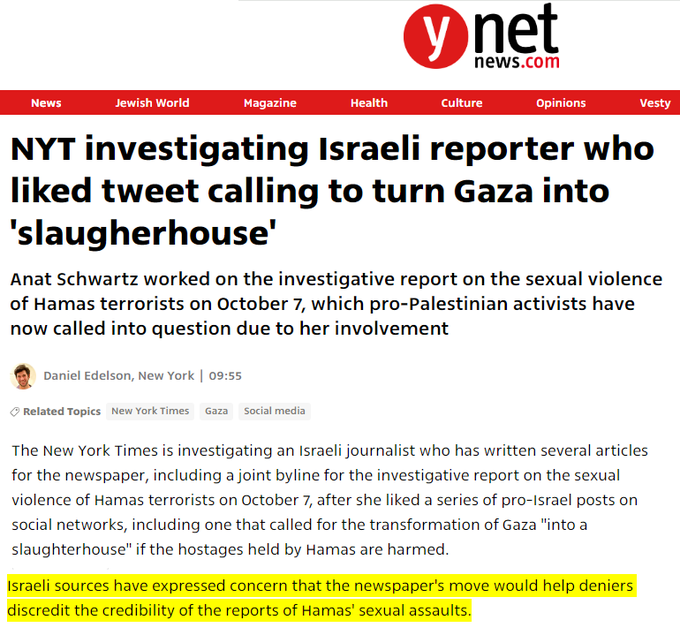 ynet
news.com
News Jewish World Magazine Health Culture Opinions Vesty
NYT investigating Israeli reporter who
liked tweet calling to turn Gaza into
'slaugherhouse'
Anat Schwartz worked on the investigative report on the sexual violence
of Hamas terrorists on October 7, which pro-Palestinian activists have
now called into question due to her involvement
Daniel Edelson, New York | 09:55
Related Topics New York Times Gaza Social media
The New York Times is investigating an Israeli journalist who has written several articles
for the newspaper, including a joint byline for the investigative report on the sexual
violence of Hamas terrorists on October 7, after she liked a series of pro-Israel posts on
social networks, including one that called for the transformation of Gaza "into a
slaughterhouse" if the hostages held by Hamas are harmed.
Israeli sources have expressed concern that the newspaper's move would help deniers
discredit the credibility of the reports of Hamas' sexual assaults.